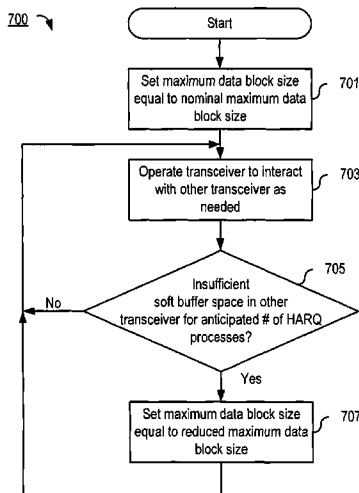 700
Start
Set maximum data block size
equal to nominal maximum data
block size
701
Operate transceiver to interact
with other transceiver as
needed
703
705
Insufficient
soft buffer space in other
transceiver for anticipated # of HARQ
processes?
No
Yes
Set maximum data block size
equal to reduced maximum data
block size
707